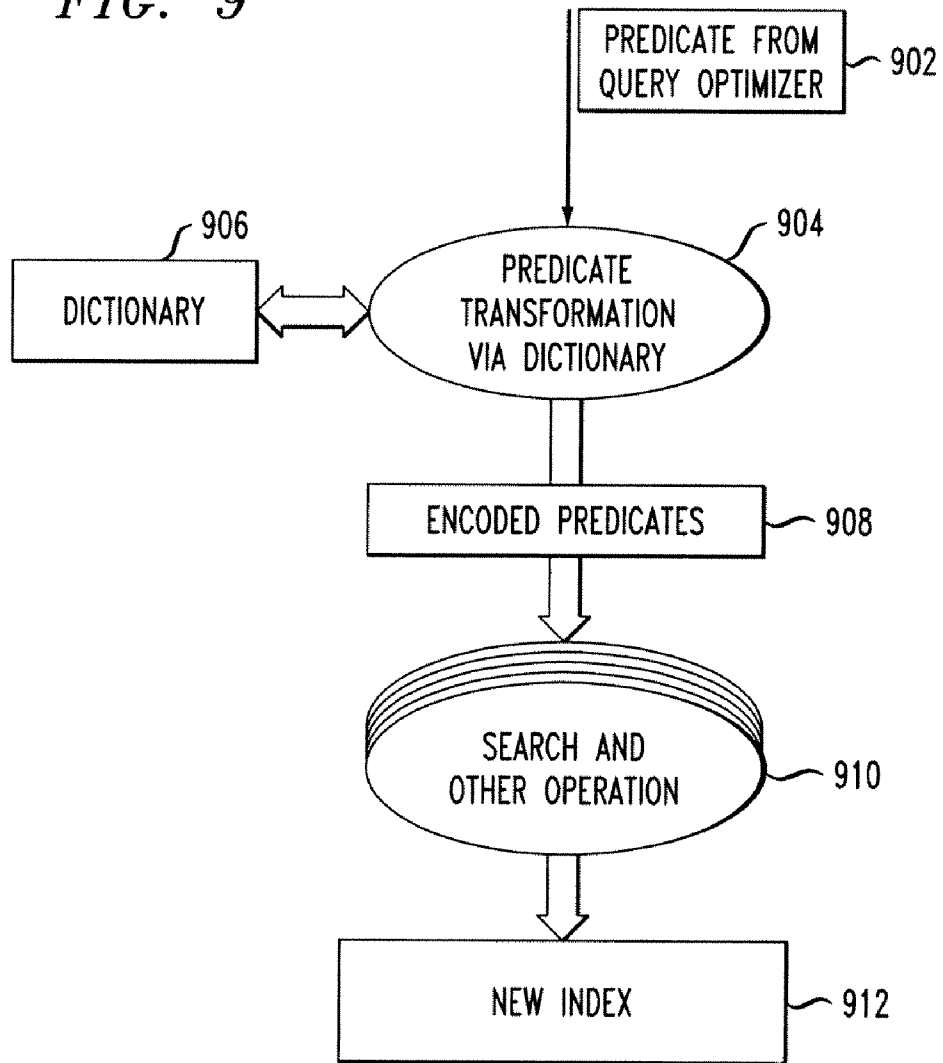 FIG. 9
PREDICATE FROM
QUERY OPTIMIZER
902
904
906
PREDICATE
TRANSFORMATION
VIA DICTIONARY
DICTIONARY
ENCODED PREDICATES
908
SEARCH AND
OTHER OPERATION
910
NEW INDEX
912